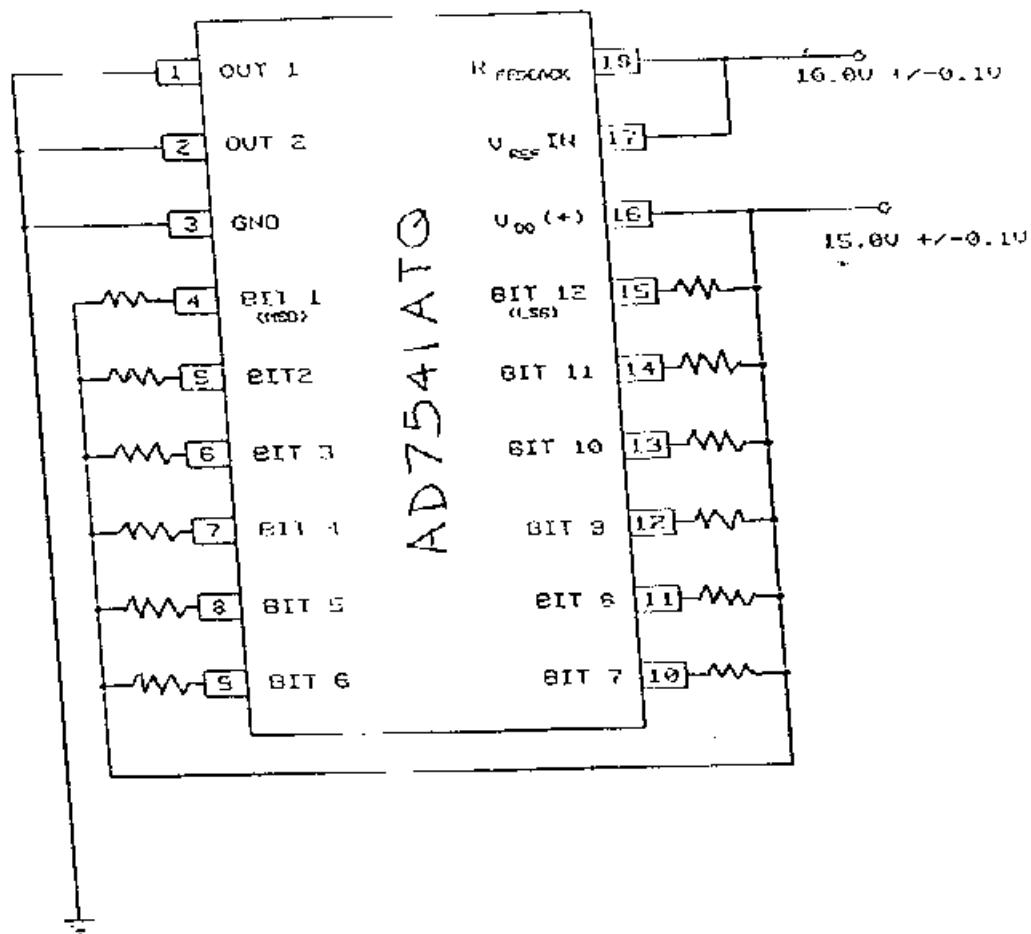 1 OUT 1
2 OUT 2
3 GND
4 BIT 1
(MSB)
5 BIT2
6 BIT 3
7 BIT 4
8 BIT 5
9 BIT 6
AD7541ATQ
R FEEDBACK 18
V REF IN 17
V DD (+) 16
BIT 12 15
(LSB)
BIT 11 14
BIT 10 13
BIT 9 12
BIT 8 11
BIT 7 10
+/-0.1V
15.0V +/-0.1V